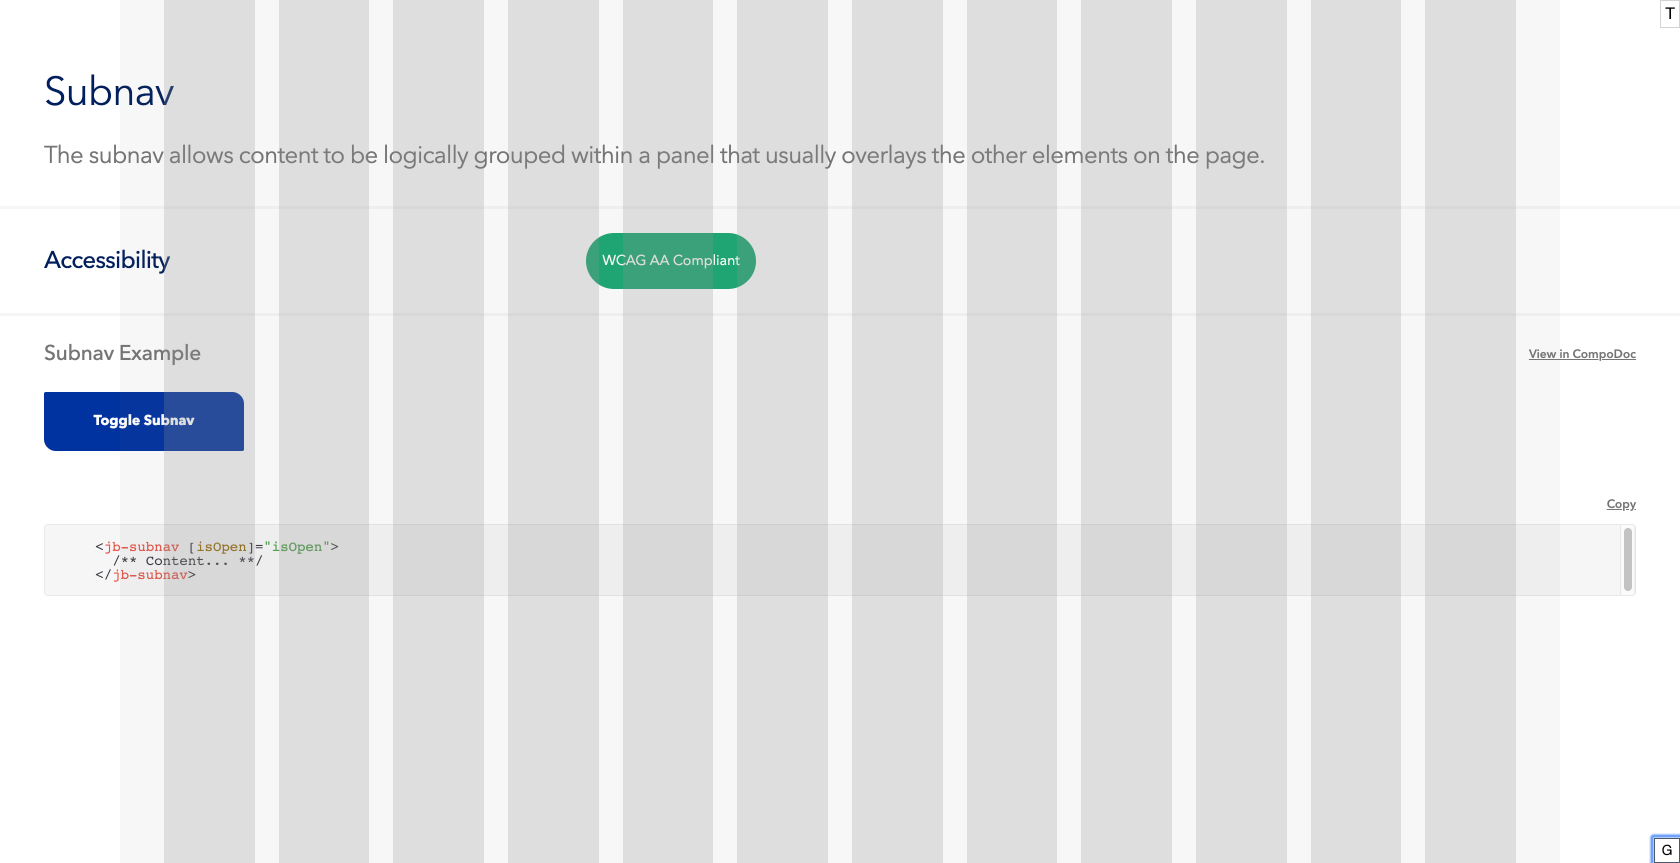 T
Subnav
The subnav allows content to be logically grouped within a panel that usually overlays the other elements on the page.
Accessibility
WCAG AA Compliant
Subnav Example
View in CompoDoc
Toggle Subnav
Copy
<jb-subnav [isOpen]="isOpen">
/** Content... **/
</jb-subnav>
G